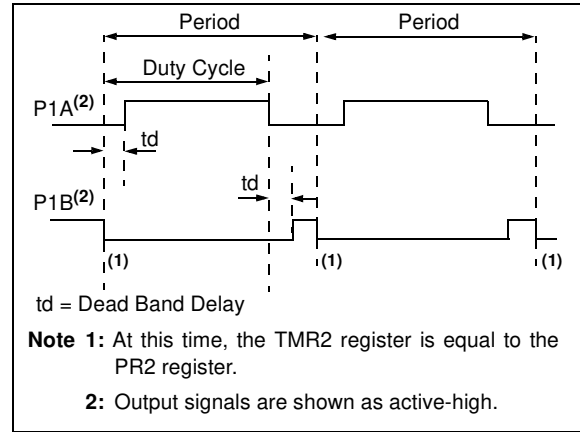 Period Period
Duty Cycle
P1A(2)
td
td
P1B(2)
(1) (1) (1)
td = Dead Band Delay
Note 1: At this time, the TMR2 register is equal to the
PR2 register.
2: Output signals are shown as active-high.